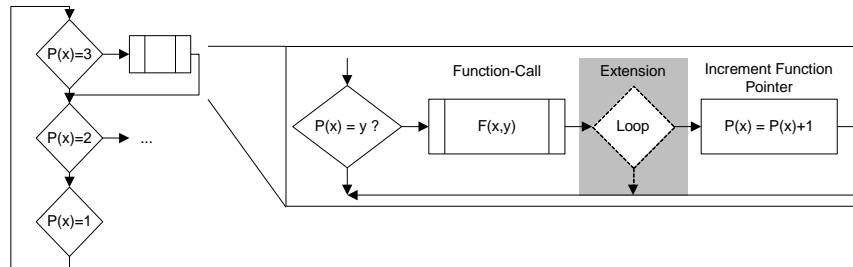 P(x)=3
P(x)=2
...
P(x)=1
Function-Call
Extension
Increment Function
Pointer
P(x) = y ?
F(x,y)
Loop
P(x) = P(x)+1